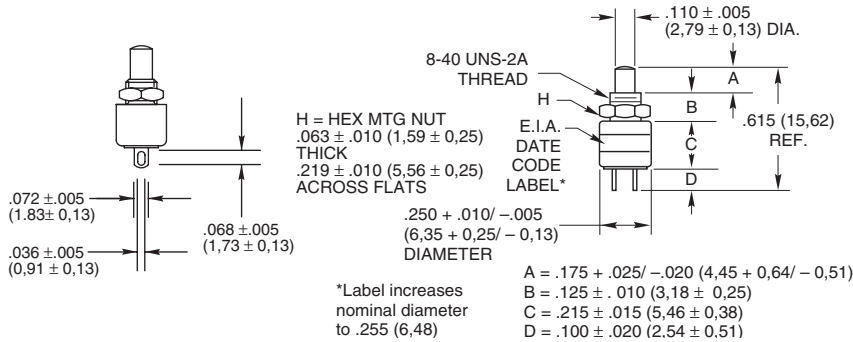 .110 ± .005
(2,79 ± 0,13) DIA.
8-40 UNS-2A
THREAD
A
H
B
H = HEX MTG NUT
.063 ± .010 (1,59 ± 0,25)
THICK
.219 ± .010 (5,56 ± 0,25)
ACROSS FLATS
E.I.A.
DATE
CODE
LABEL*
.615 (15,62)
REF.
C
D
.072 ±.005
(1.83± 0,13)
.068 ±.005
(1,73 ± 0,13)
.036 ±.005
(0,91 ± 0,13)
.250 + .010/ –.005
(6,35 + 0,25/ – 0,13)
DIAMETER
*Label increases
nominal diameter
to .255 (6,48)
A = .175 + .025/ –.020 (4,45 + 0,64/ – 0,51)
B = .125 ± . 010 (3,18 ± 0,25)
C = .215 ± .015 (5,46 ± 0,38)
D = .100 ± .020 (2,54 ± 0,51)